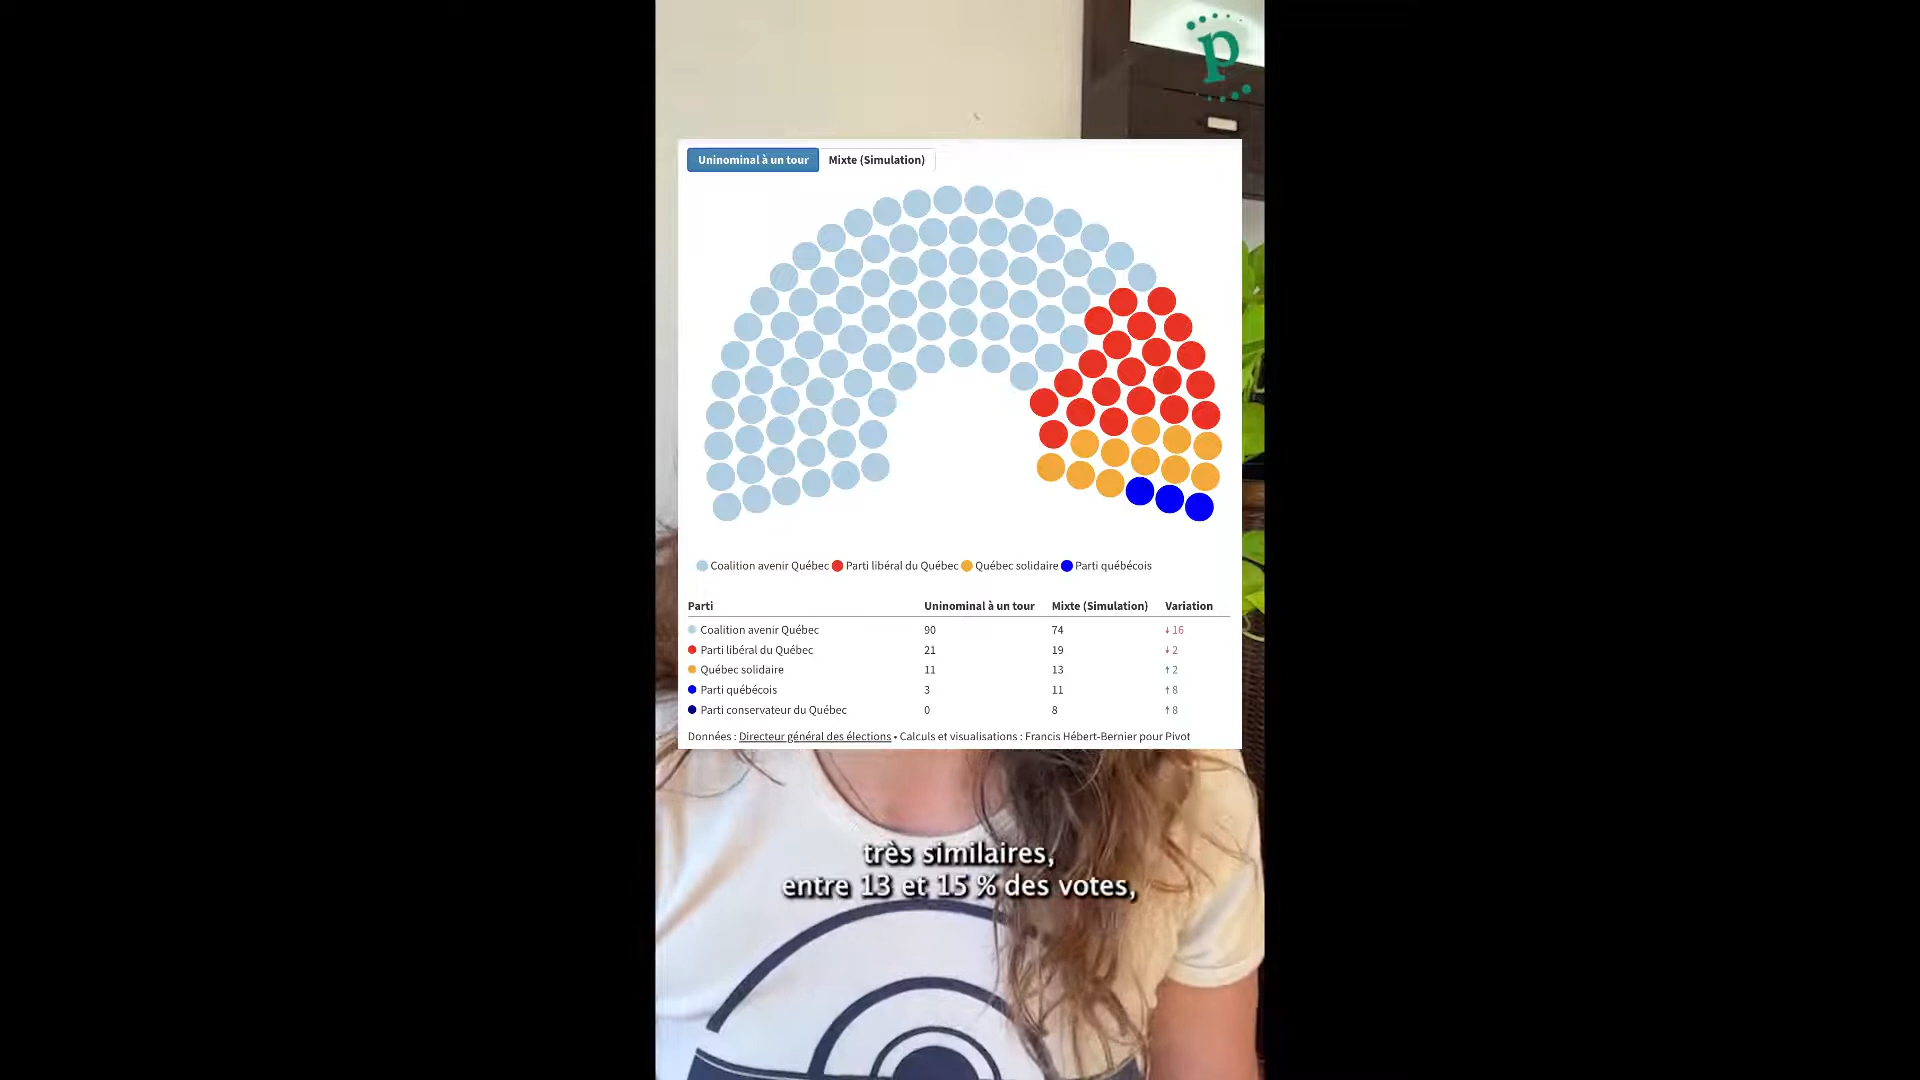 p
Uninominal à un tour Mixte (Simulation)
Coalition avenir Québec Parti libéral du Québec Québec solidaire Parti québécois
Parti Uninominal à un tour Mixte (Simulation) Variation
Coalition avenir Québec 90 74 ↓ 16
Parti libéral du Québec 21 19 ↓ 2
Québec solidaire 11 13 ↑ 2
Parti québécois 3 11 ↑ 8
Parti conservateur du Québec 0 8 ↑ 8
Données : Directeur général des élections • Calculs et visualisations : Francis Hébert-Bernier pour Pivot
très similaires,
entre 13 et 15 % des votes,